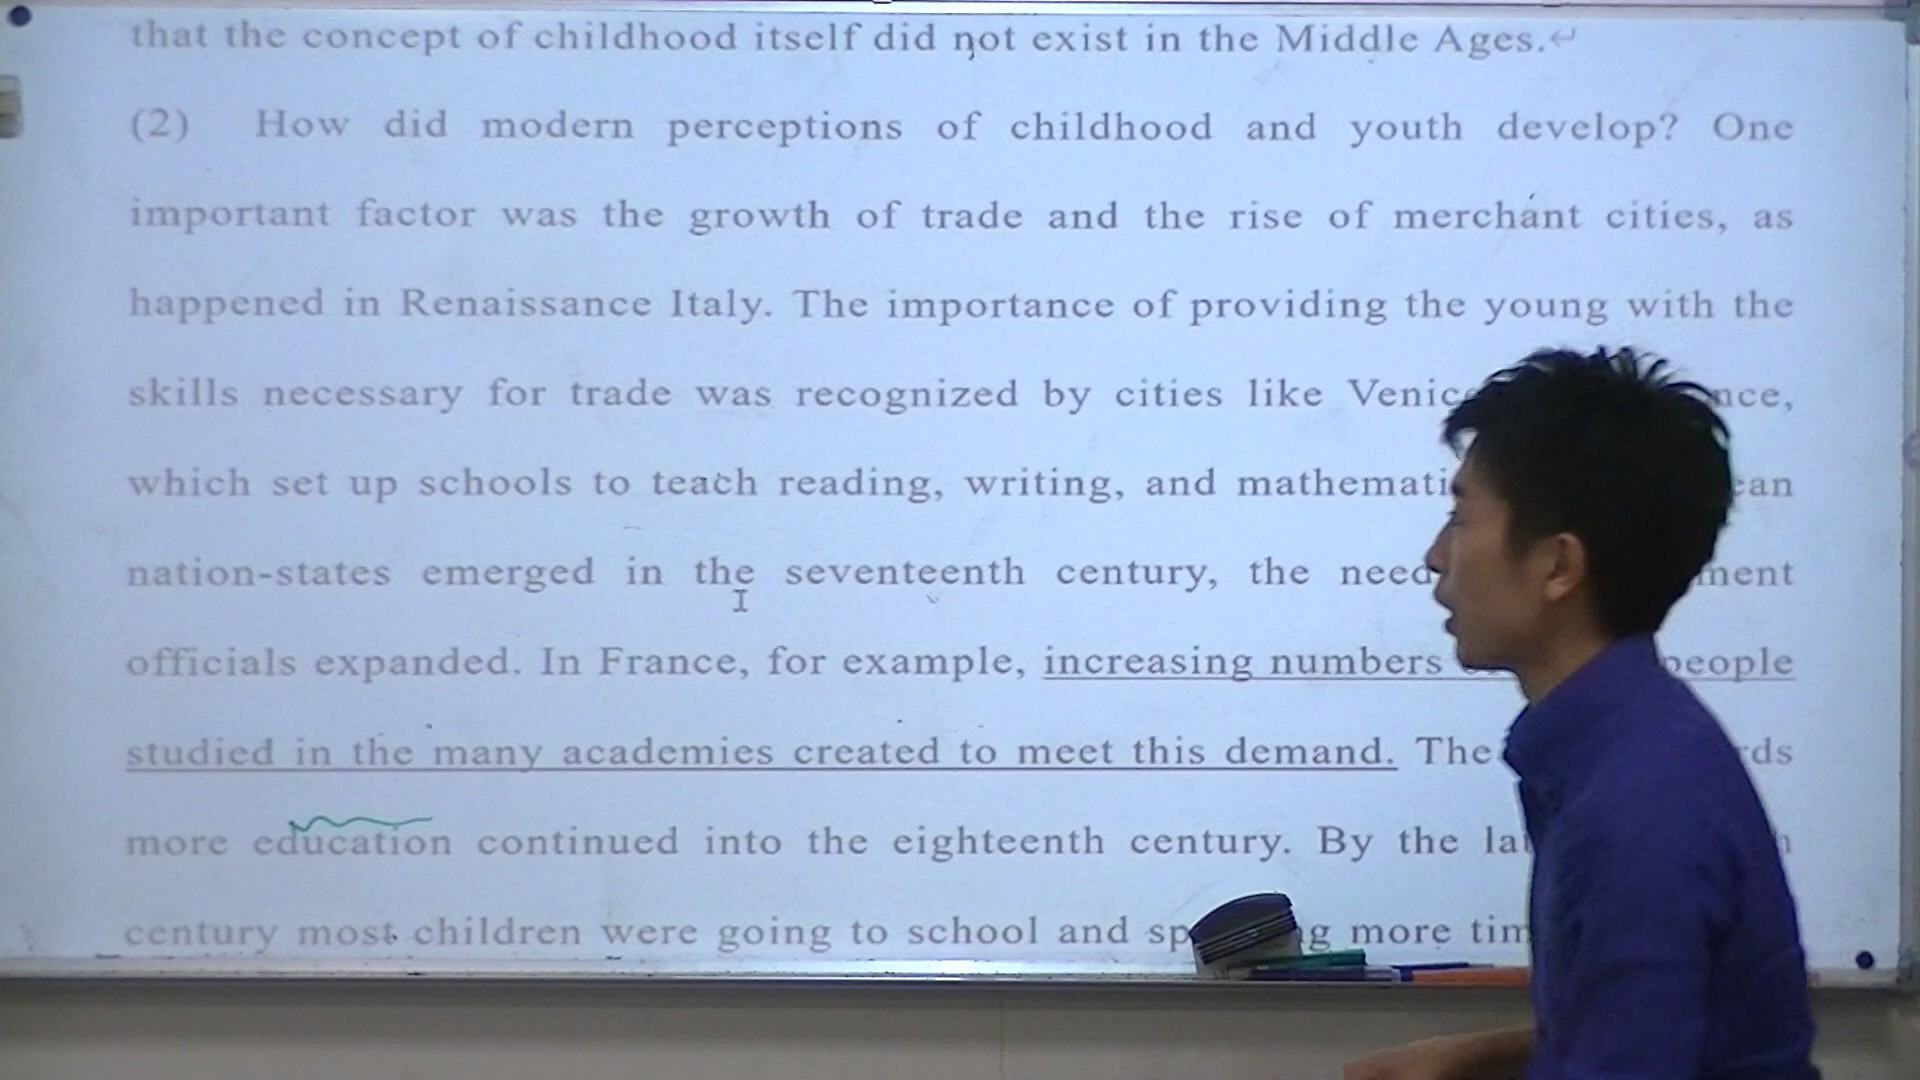 that the concept of childhood itself did not exist in the Middle Ages.↵
(2) How did modern perceptions of childhood and youth develop? One
important factor was the growth of trade and the rise of merchant cities, as
happened in Renaissance Italy. The importance of providing the young with the
skills necessary for trade was recognized by cities like
which set up schools to teach reading, writing, and
nation-states emerged in the seventeenth century, the need
officials expanded. In France, for example, increasing numbers people
studied in the many academies created to meet this demand. The
more education continued into the eighteenth century. By the
century most children were going to school and more